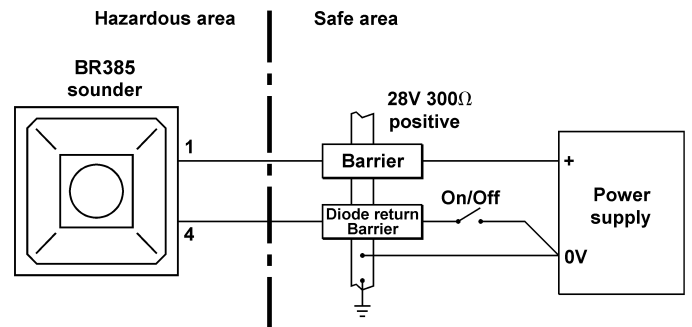 Hazardous area
Safe area
BR385
sounder
28V 300Ω
positive
1
Barrier
+
Power
supply
On/Off
Diode return
Barrier
4
0V